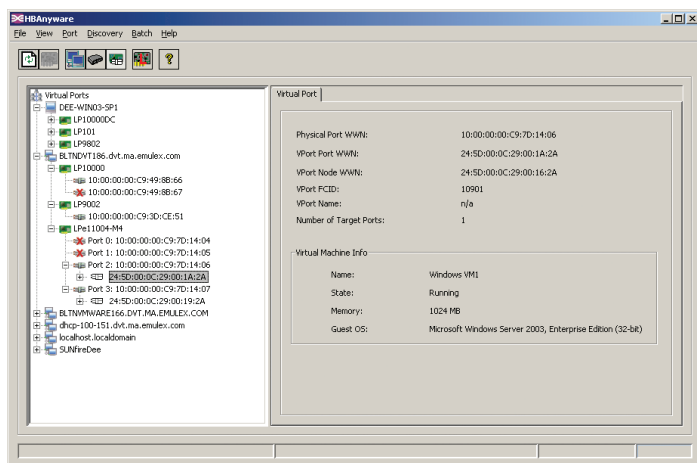 HBAnyware
File View Port Discovery Batch Help
Virtual Ports
DEE-WIN03-SP1
LP10000DC
LP101
LP9802
BLTNDVT186.dvt.ma.emulex.com
LP10000
10:00:00:00:C9:49:8B:66
10:00:00:00:C9:49:8B:67
LP9002
10:00:00:00:C9:3D:CE:51
LPe11004-M4
Port 0: 10:00:00:00:C9:7D:14:04
Port 1: 10:00:00:00:C9:7D:14:05
Port 2: 10:00:00:00:C9:7D:14:06
24:5D:00:0C:29:00:1A:2A
Port 3: 10:00:00:00:C9:7D:14:07
24:5D:00:0C:29:00:19:2A
BLTNVMWARE166.DVT.MA.EMULEX.COM
dhcp-100-151.dvt.ma.emulex.com
localhost.localdomain
SUNfireDee
Virtual Port
Physical Port WWN: 10:00:00:00:C9:7D:14:06
VPort Port WWN: 24:5D:00:0C:29:00:1A:2A
VPort Node WWN: 24:5D:00:0C:29:00:16:2A
VPort FCID: 10901
VPort Name: n/a
Number of Target Ports: 1
Virtual Machine Info
Name: Windows VM1
State: Running
Memory: 1024 MB
Guest OS: Microsoft Windows Server 2003, Enterprise Edition (32-bit)